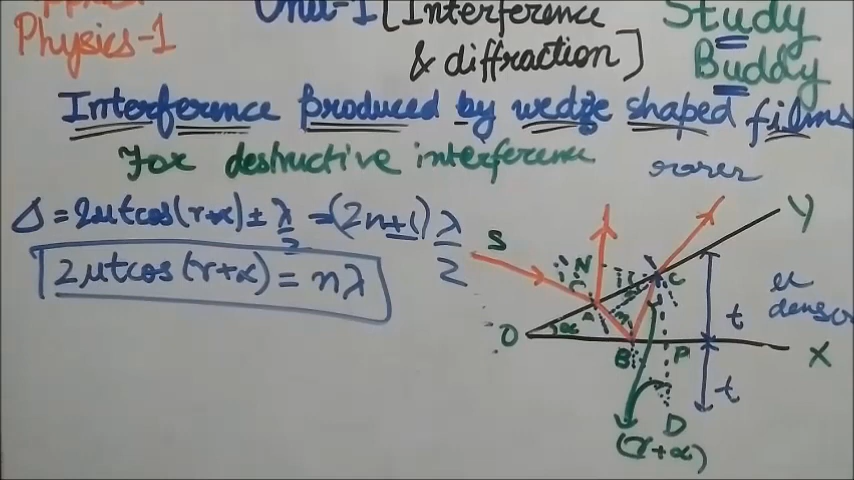 Physics-1
Unit-1 [Interference
& diffraction]
Study
Buddy
Interference produced by wedge shaped films
For destructive interference
rarer
Δ = 2μtcos(r+α) ± λ/2 = (2n+1) λ/2
2μtcos(r+α) = nλ
S
Y
N
C
A
α
O
B
P
X
t
t
D
(r+α)